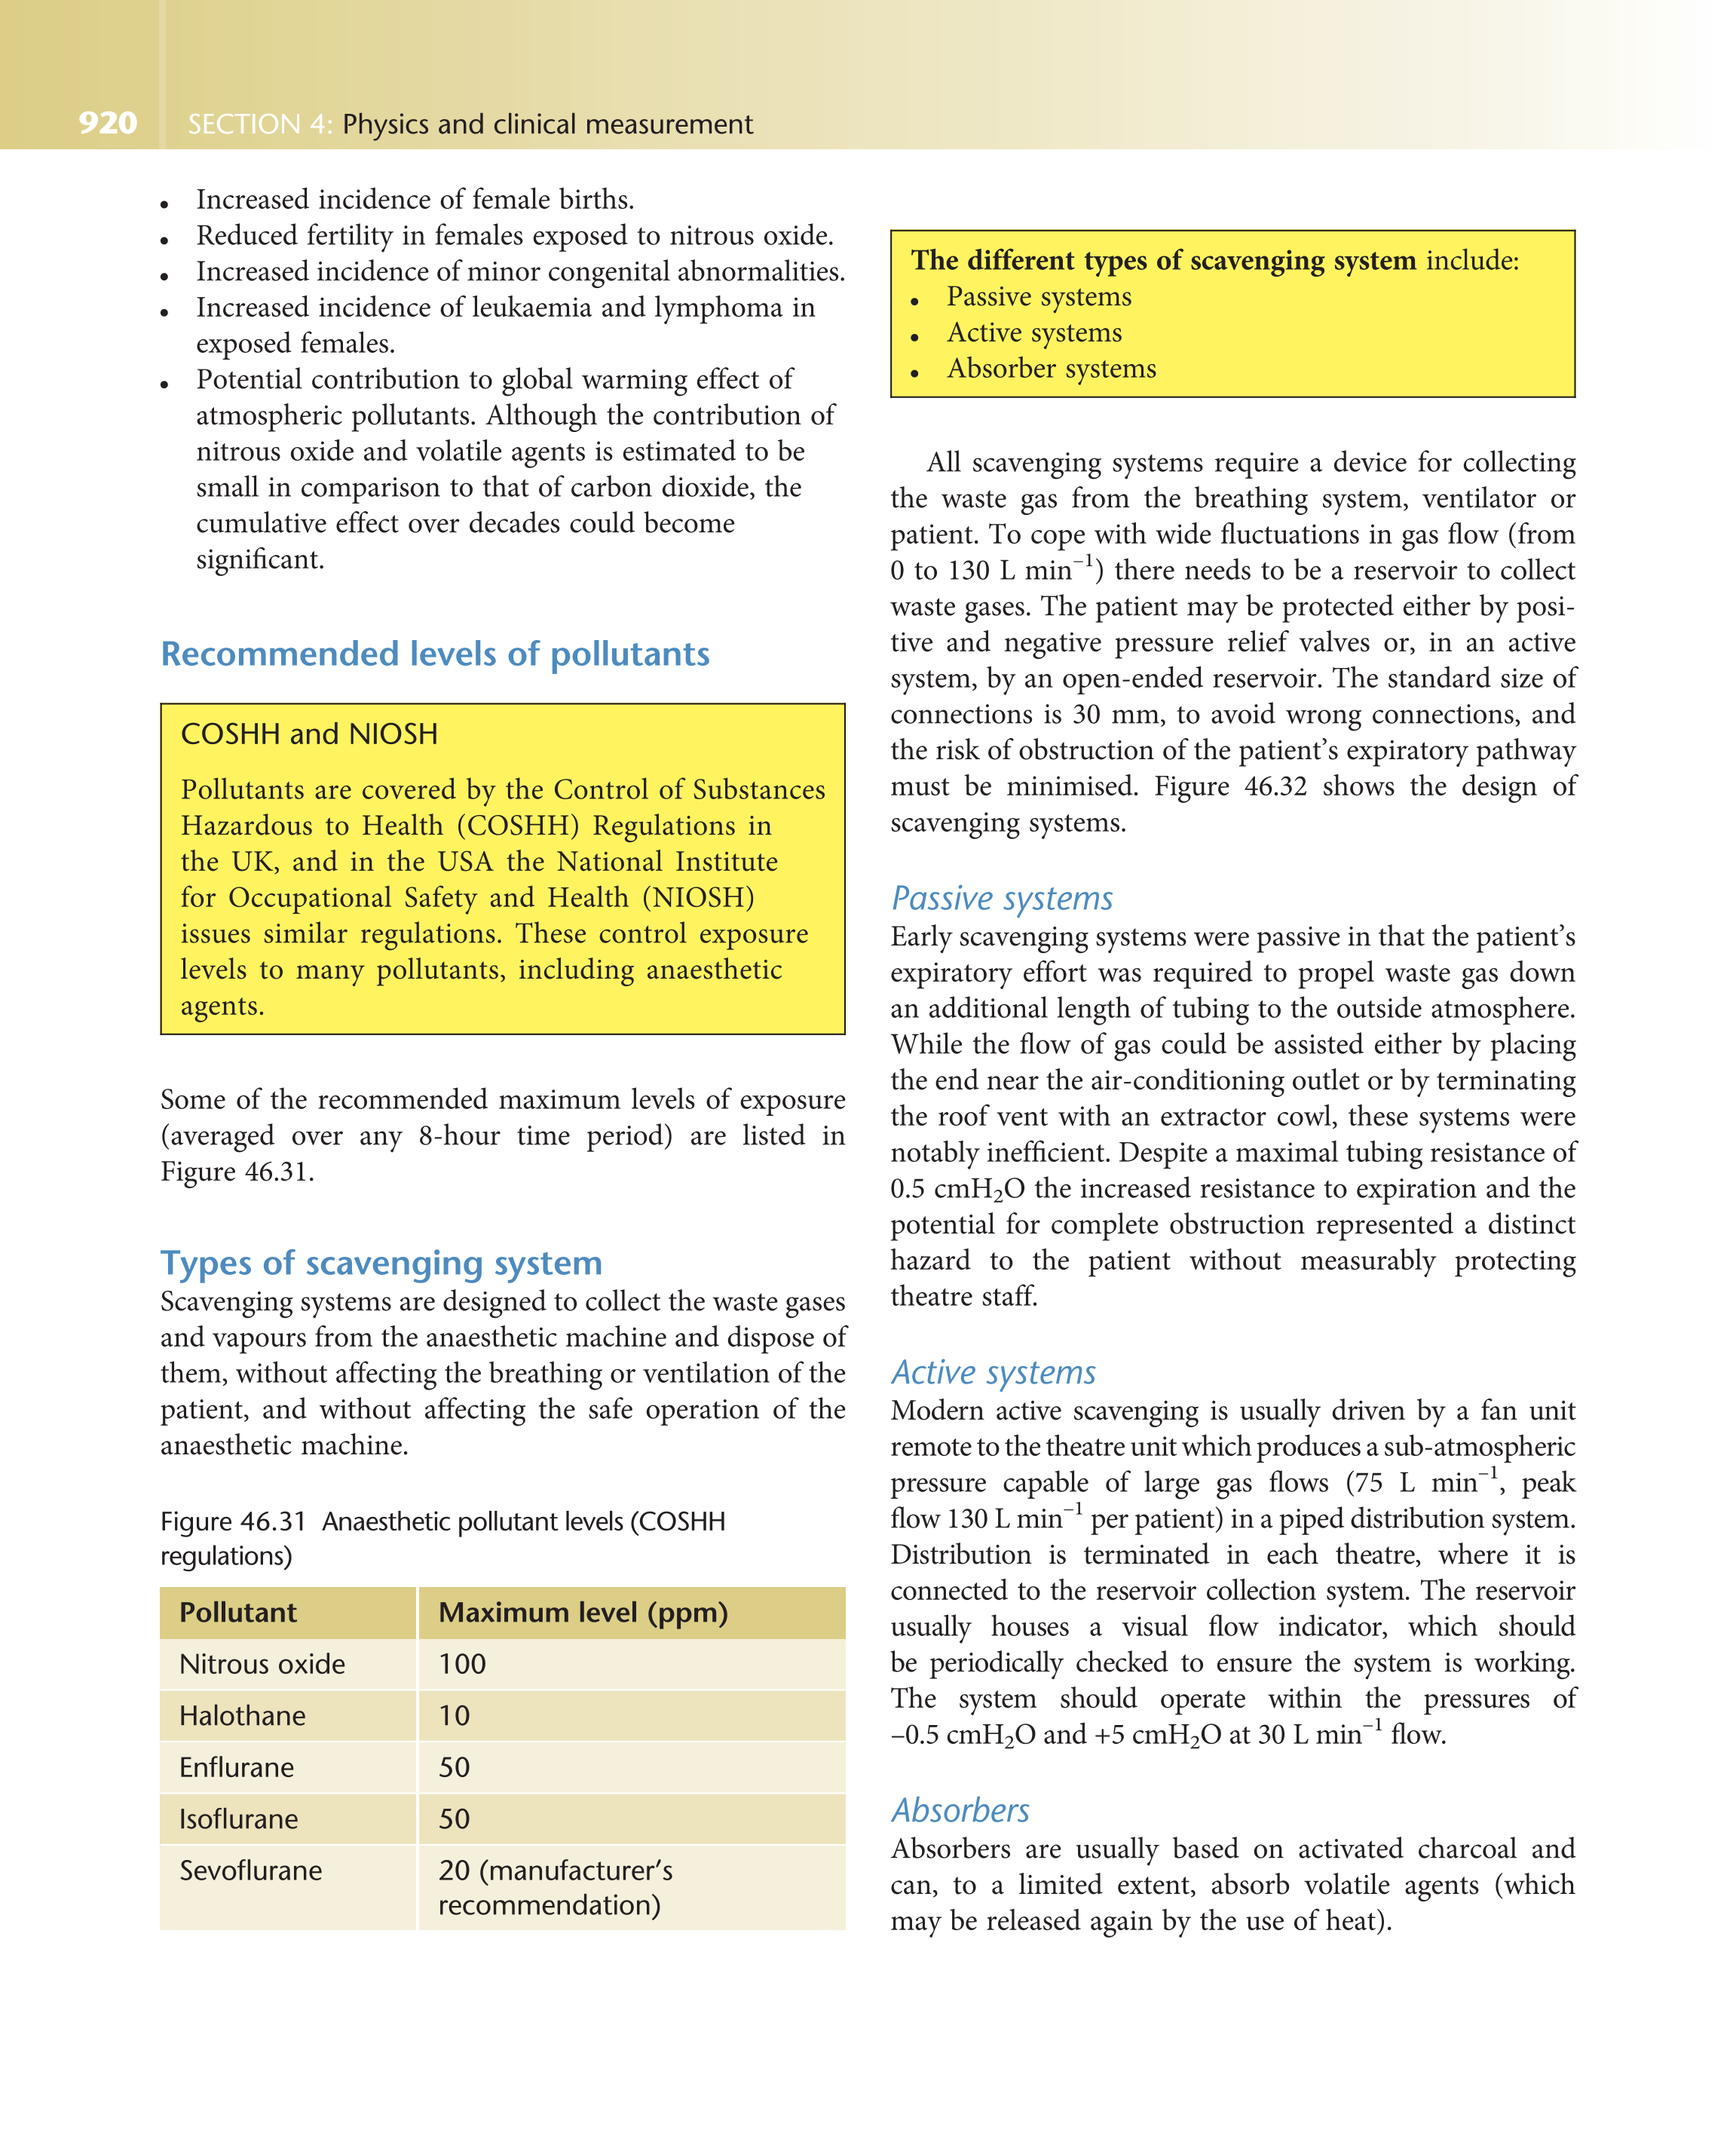 920 SECTION 4: Physics and clinical measurement
• Increased incidence of female births.
• Reduced fertility in females exposed to nitrous oxide.
• Increased incidence of minor congenital abnormalities.
• Increased incidence of leukaemia and lymphoma in
exposed females.
• Potential contribution to global warming effect of
atmospheric pollutants. Although the contribution of
nitrous oxide and volatile agents is estimated to be
small in comparison to that of carbon dioxide, the
cumulative effect over decades could become
significant.
Recommended levels of pollutants
COSHH and NIOSH
Pollutants are covered by the Control of Substances
Hazardous to Health (COSHH) Regulations in
the UK, and in the USA the National Institute
for Occupational Safety and Health (NIOSH)
issues similar regulations. These control exposure
levels to many pollutants, including anaesthetic
agents.
Some of the recommended maximum levels of exposure
(averaged over any 8-hour time period) are listed in
Figure 46.31.
Types of scavenging system
Scavenging systems are designed to collect the waste gases
and vapours from the anaesthetic machine and dispose of
them, without affecting the breathing or ventilation of the
patient, and without affecting the safe operation of the
anaesthetic machine.
Figure 46.31 Anaesthetic pollutant levels (COSHH
regulations)
Pollutant Maximum level (ppm)
Nitrous oxide 100
Halothane 10
Enflurane 50
Isoflurane 50
Sevoflurane 20 (manufacturer's
recommendation)
The different types of scavenging system include:
• Passive systems
• Active systems
• Absorber systems
All scavenging systems require a device for collecting
the waste gas from the breathing system, ventilator or
patient. To cope with wide fluctuations in gas flow (from
0 to 130 L min⁻¹) there needs to be a reservoir to collect
waste gases. The patient may be protected either by posi-
tive and negative pressure relief valves or, in an active
system, by an open-ended reservoir. The standard size of
connections is 30 mm, to avoid wrong connections, and
the risk of obstruction of the patient's expiratory pathway
must be minimised. Figure 46.32 shows the design of
scavenging systems.
Passive systems
Early scavenging systems were passive in that the patient's
expiratory effort was required to propel waste gas down
an additional length of tubing to the outside atmosphere.
While the flow of gas could be assisted either by placing
the end near the air-conditioning outlet or by terminating
the roof vent with an extractor cowl, these systems were
notably inefficient. Despite a maximal tubing resistance of
0.5 cmH₂O the increased resistance to expiration and the
potential for complete obstruction represented a distinct
hazard to the patient without measurably protecting
theatre staff.
Active systems
Modern active scavenging is usually driven by a fan unit
remote to the theatre unit which produces a sub-atmospheric
pressure capable of large gas flows (75 L min⁻¹, peak
flow 130 L min⁻¹ per patient) in a piped distribution system.
Distribution is terminated in each theatre, where it is
connected to the reservoir collection system. The reservoir
usually houses a visual flow indicator, which should
be periodically checked to ensure the system is working.
The system should operate within the pressures of
–0.5 cmH₂O and +5 cmH₂O at 30 L min⁻¹ flow.
Absorbers
Absorbers are usually based on activated charcoal and
can, to a limited extent, absorb volatile agents (which
may be released again by the use of heat).